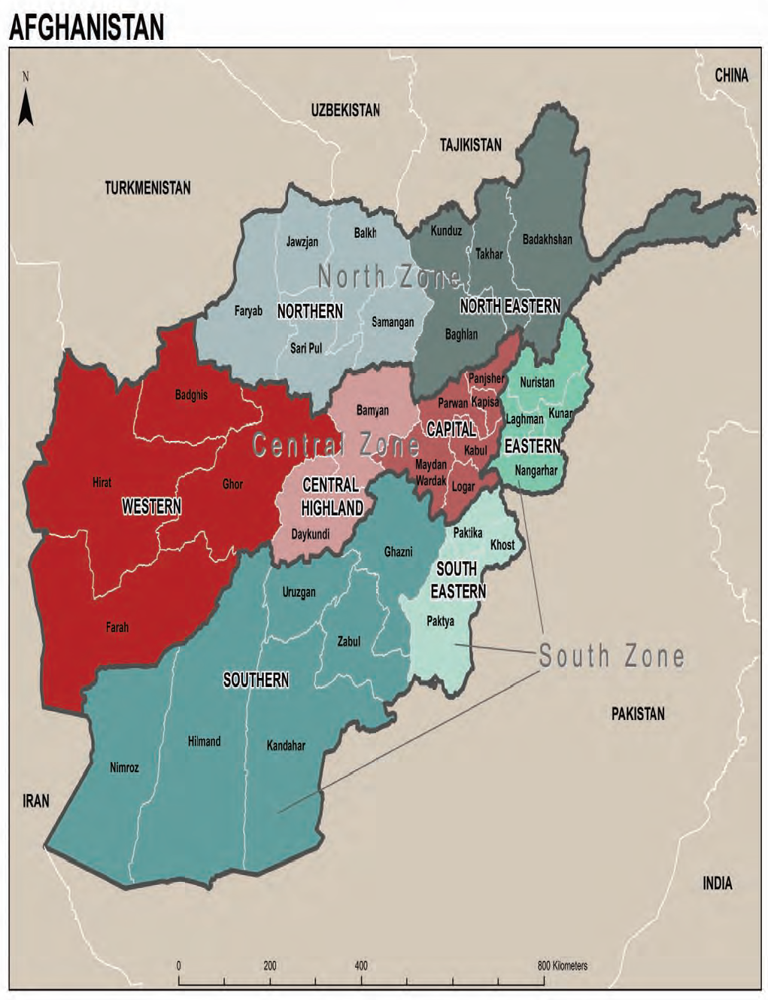 AFGHANISTAN
N
CHINA
UZBEKISTAN
TAJIKISTAN
TURKMENISTAN
Kunduz
Balkh
Jawzjan
Badakhshan
Takhar
North Zone
Faryab
NORTHERN
NORTH EASTERN
Samangan
Baghlan
Sari Pul
Panjsher
Nuristan
Badghis
Parwan
Kapisa
Bamyan
Kunar
Laghman
CAPITAL
Central Zone
EASTERN
Kabul
Maydan
Wardak
Nangarhar
Hirat
Ghor
Logar
CENTRAL
HIGHLAND
WESTERN
Daykundi
Paktika
Khost
Ghazni
SOUTH
EASTERN
Uruzgan
Paktya
Farah
Zabul
South Zone
SOUTHERN
PAKISTAN
Hilmand
Kandahar
Nimroz
IRAN
INDIA
0 200 400 800 Kilometers